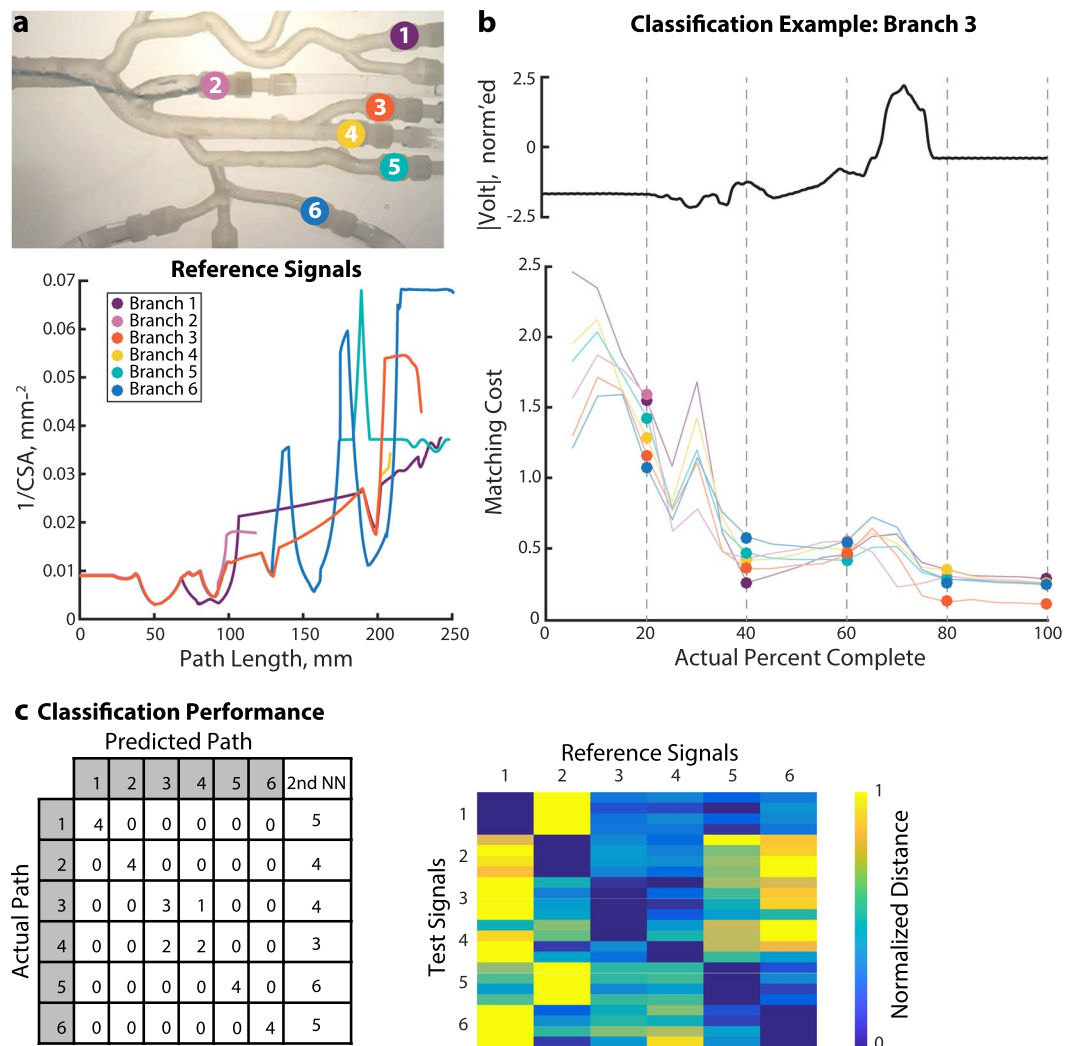 a
1
2
3
4
5
6
Reference Signals
0.07
0.06
0.05
0.04
0.03
0.02
0.01
0
1/CSA, mm⁻²
Branch 1
Branch 2
Branch 3
Branch 4
Branch 5
Branch 6
0 50 100 150 200 250
Path Length, mm
b Classification Example: Branch 3
2.5
0
-2.5
|Volt|, norm'ed
2.5
2.0
1.5
1.0
0.5
0
Matching Cost
0 20 40 60 80 100
Actual Percent Complete
c Classification Performance
Predicted Path
1 2 3 4 5 6 2nd NN
1 4 0 0 0 0 0 5
2 0 4 0 0 0 0 4
3 0 0 3 1 0 0 4
4 0 0 2 2 0 0 3
5 0 0 0 0 4 0 6
6 0 0 0 0 0 4 5
Actual Path
Reference Signals
1 2 3 4 5 6
1
2
3
4
5
6
Test Signals
1
0
Normalized Distance